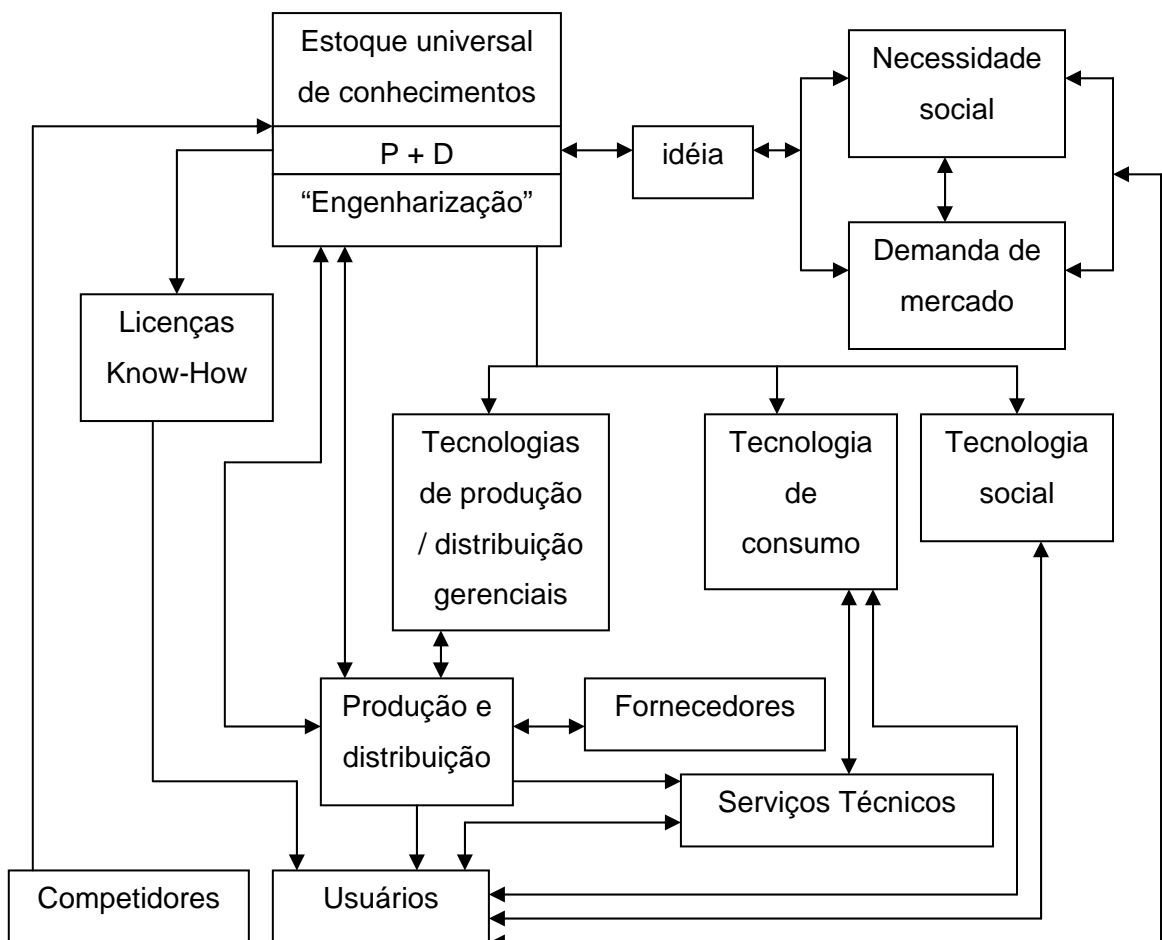 Estoque universal
de conhecimentos
P + D
“Engenharização”
idéia
Necessidade
social
Demanda de
mercado
Licenças
Know-How
Tecnologias
de produção
/ distribuição
gerenciais
Tecnologia
de
consumo
Tecnologia
social
Produção e
distribuição
Fornecedores
Serviços Técnicos
Competidores
Usuários